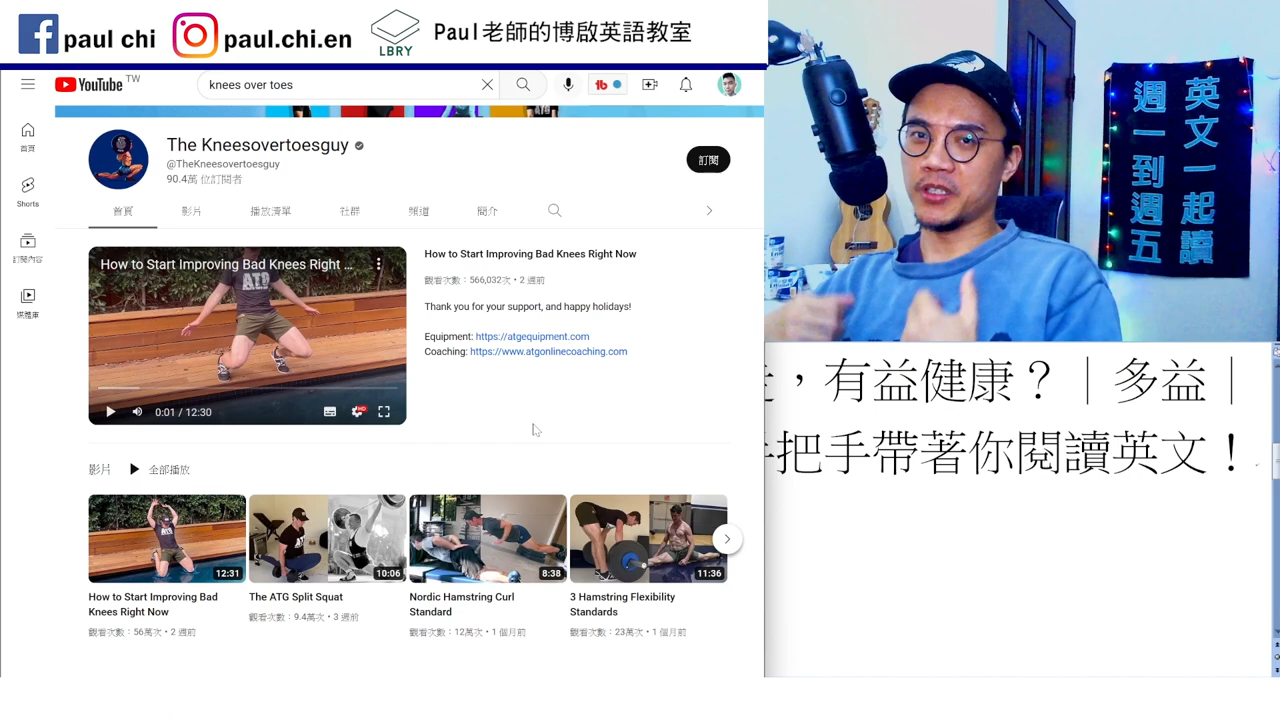 paul chi
paul.chi.en
LBRY
Paul老師的博啟英語教室
YouTube TW
knees over toes
首頁
Shorts
訂閱內容
媒體庫
The Kneesovertoesguy
@TheKneesovertoesguy
90.4萬 位訂閱者
訂閱
首頁
影片
播放清單
社群
頻道
簡介
How to Start Improving Bad Knees Right ...
ATG
0:01 / 12:30
HD
How to Start Improving Bad Knees Right Now
觀看次數：566,032次・2 週前
Thank you for your support, and happy holidays!
Equipment: https://atgequipment.com
Coaching: https://www.atgonlinecoaching.com
影片
全部播放
12:31
10:06
8:38
11:36
How to Start Improving Bad
Knees Right Now
觀看次數：56萬次・2 週前
The ATG Split Squat
觀看次數：9.4萬次・3 週前
Nordic Hamstring Curl
Standard
觀看次數：12萬次・1 個月前
3 Hamstring Flexibility
Standards
觀看次數：23萬次・1 個月前
英文一起讀
週一到週五
，有益健康？｜多益｜
把手帶著你閱讀英文！